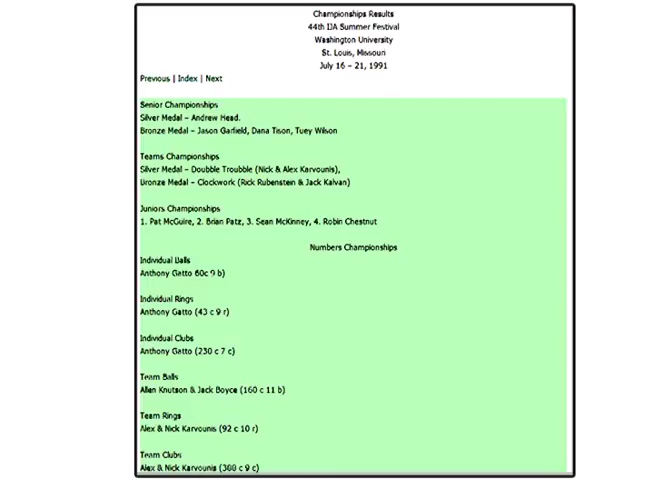 Championships Results
44th IJA Summer Festival
Washington University
St. Louis, Missouri
July 16 – 21, 1991
Previous | Index | Next
Senior Championships
Silver Medal – Andrew Head.
Bronze Medal – Jason Garfield, Dana Tison, Tuey Wilson
Teams Championships
Silver Medal – Doubble Troubble (Nick & Alex Karvounis),
Bronze Medal – Clockwork (Rick Rubenstein & Jack Kalvan)
Juniors Championships
1. Pat McGuire, 2. Brian Patz, 3. Sean McKinney, 4. Robin Chestnut
Numbers Championships
Individual Balls
Anthony Gatto 60c 9 b)
Individual Rings
Anthony Gatto (43 c 9 r)
Individual Clubs
Anthony Gatto (230 c 7 c)
Team Balls
Allen Knutson & Jack Boyce (160 c 11 b)
Team Rings
Alex & Nick Karvounis (92 c 10 r)
Team Clubs
Alex & Nick Karvounis (388 c 9 c)